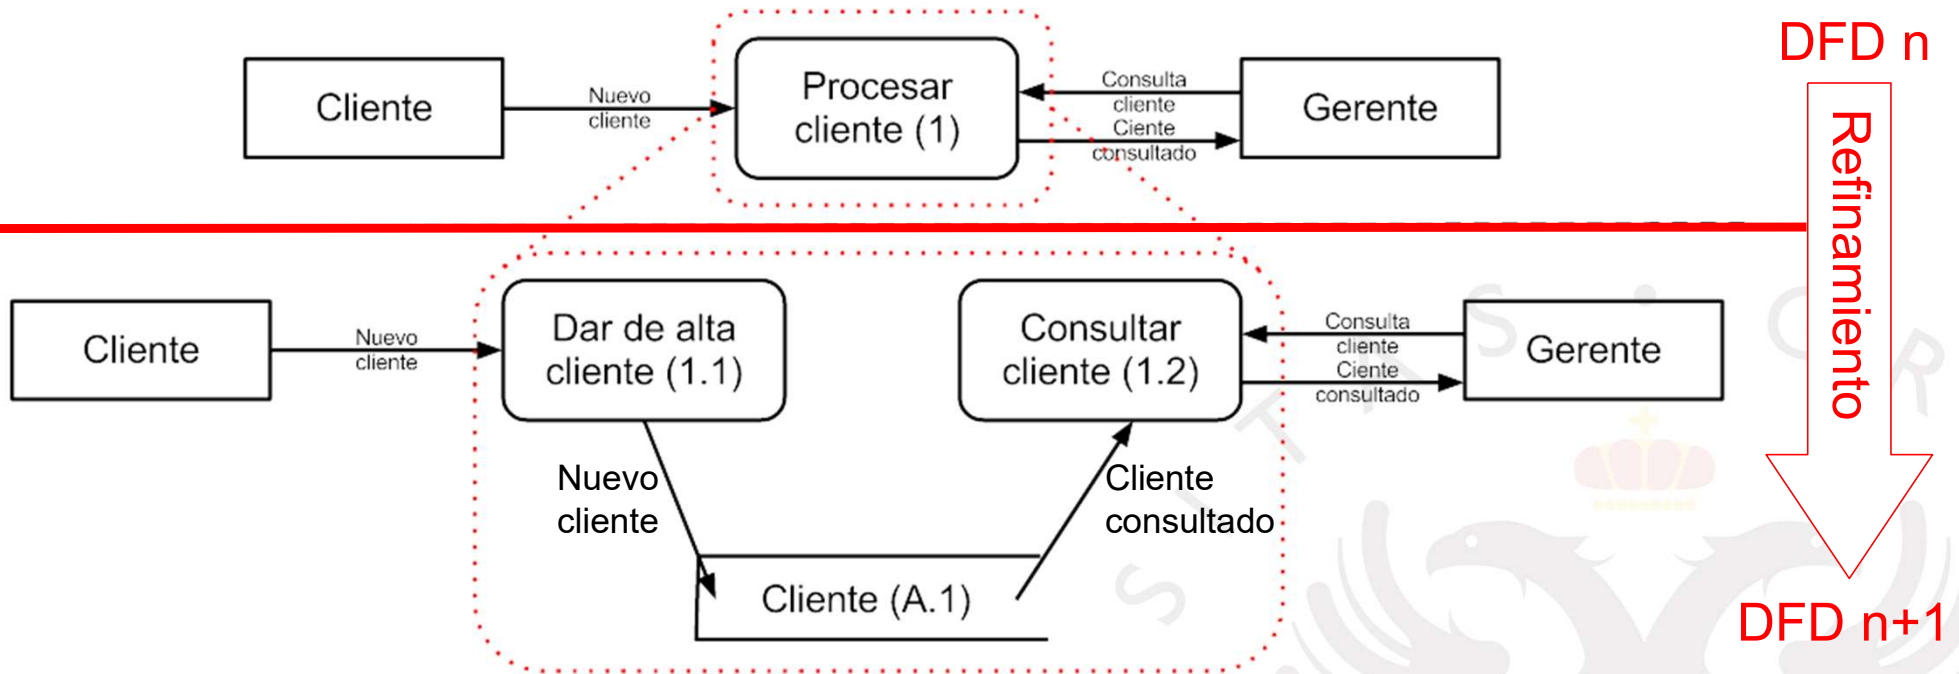 DFD n
Cliente
Nuevo
cliente
Procesar
cliente (1)
Consulta
cliente
Ciente
consultado
Gerente
Refinamiento
Cliente
Nuevo
cliente
Dar de alta
cliente (1.1)
Consultar
cliente (1.2)
Consulta
cliente
Ciente
consultado
Gerente
Nuevo
cliente
Cliente
consultado
Cliente (A.1)
DFD n+1